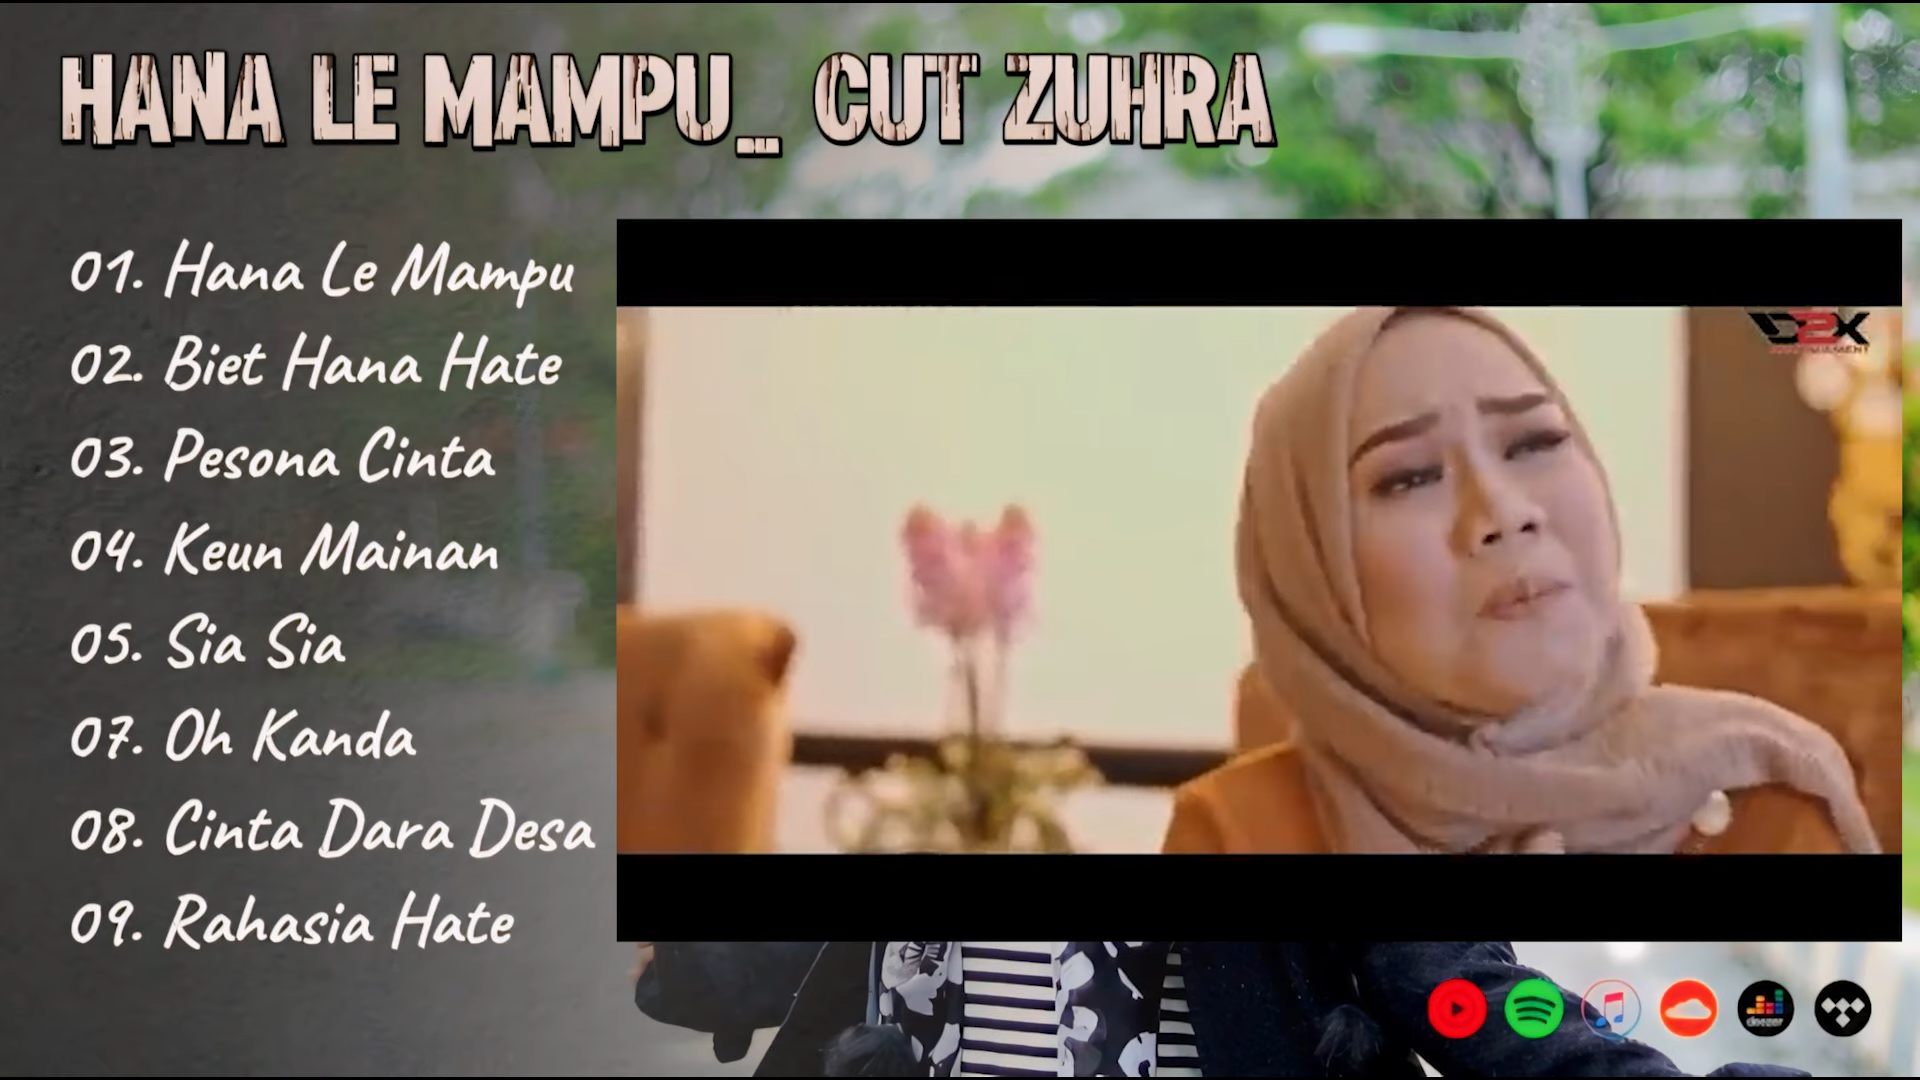 HANA LE MAMPU_ CUT ZUHRA
01. Hana Le Mampu
02. Biet Hana Hate
03. Pesona Cinta
04. Keun Mainan
05. Sia Sia
07. Oh Kanda
08. Cinta Dara Desa
09. Rahasia Hate
deezer